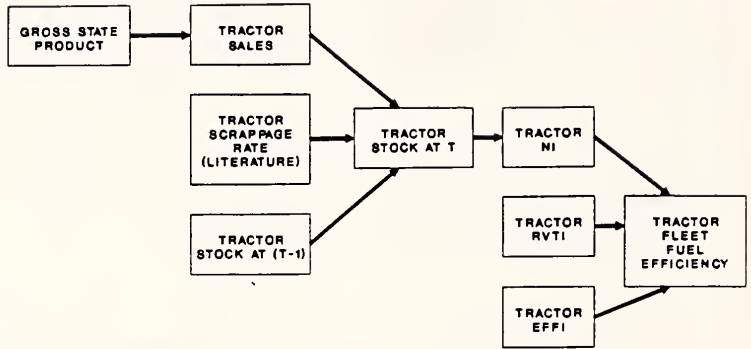 GROSS STATE
PRODUCT
TRACTOR
SALES
TRACTOR
SCRAPPAGE
RATE
(LITERATURE)
TRACTOR
STOCK AT T
TRACTOR
NI
TRACTOR
STOCK AT (T-1)
TRACTOR
RVTI
TRACTOR
FLEET
FUEL
EFFICIENCY
TRACTOR
EFFI